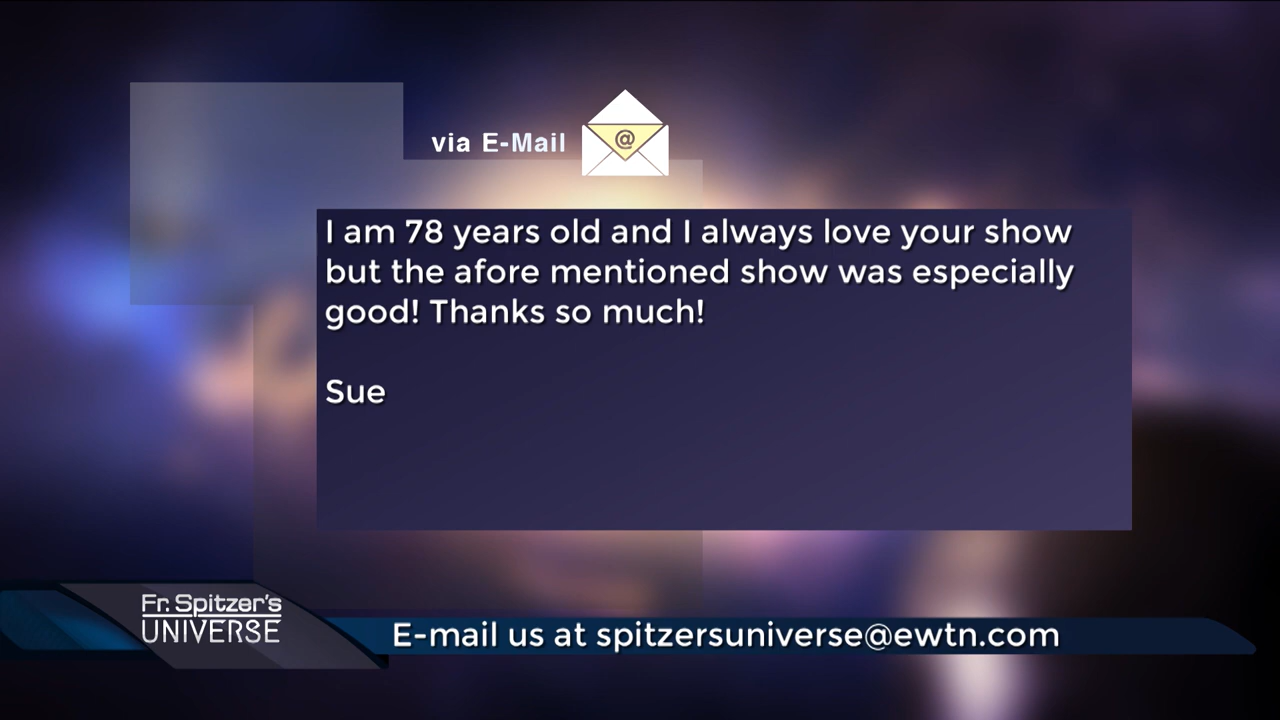 via E-Mail
@
I am 78 years old and I always love your show
but the afore mentioned show was especially
good! Thanks so much!
Sue
Fr. Spitzer's
UNIVERSE
E-mail us at spitzersuniverse@ewtn.com